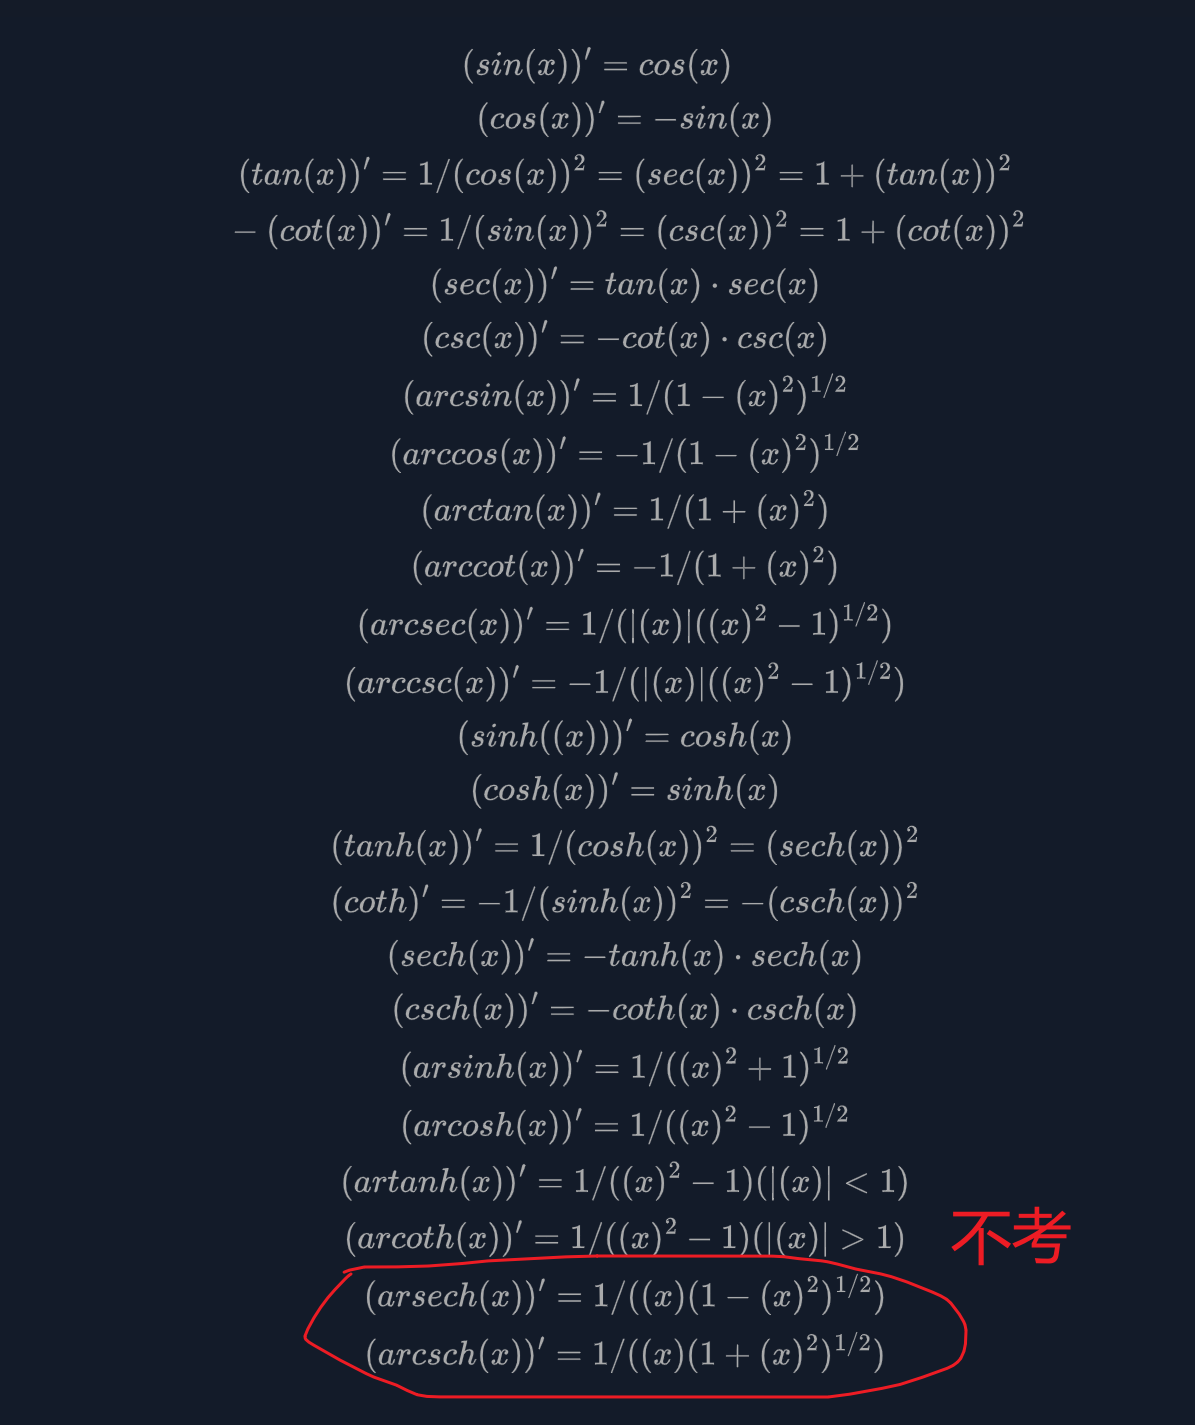 (sin(x))′ = cos(x)
(cos(x))′ = −sin(x)
(tan(x))′ = 1/(cos(x))² = (sec(x))² = 1 + (tan(x))²
− (cot(x))′ = 1/(sin(x))² = (csc(x))² = 1 + (cot(x))²
(sec(x))′ = tan(x) · sec(x)
(csc(x))′ = −cot(x) · csc(x)
(arcsin(x))′ = 1/(1 − (x)²)^{1/2}
(arccos(x))′ = −1/(1 − (x)²)^{1/2}
(arctan(x))′ = 1/(1 + (x)²)
(arccot(x))′ = −1/(1 + (x)²)
(arcsec(x))′ = 1/(|(x)|((x)² − 1)^{1/2})
(arccsc(x))′ = −1/(|(x)|((x)² − 1)^{1/2})
(sinh((x)))′ = cosh(x)
(cosh(x))′ = sinh(x)
(tanh(x))′ = 1/(cosh(x))² = (sech(x))²
(coth)′ = −1/(sinh(x))² = −(csch(x))²
(sech(x))′ = −tanh(x) · sech(x)
(csch(x))′ = −coth(x) · csch(x)
(arsinh(x))′ = 1/((x)² + 1)^{1/2}
(arcosh(x))′ = 1/((x)² − 1)^{1/2}
(artanh(x))′ = 1/((x)² − 1)(|(x)| < 1)
(arcoth(x))′ = 1/((x)² − 1)(|(x)| > 1)
不考
(arsech(x))′ = 1/((x)(1 − (x)²)^{1/2})
(arcsch(x))′ = 1/((x)(1 + (x)²)^{1/2})